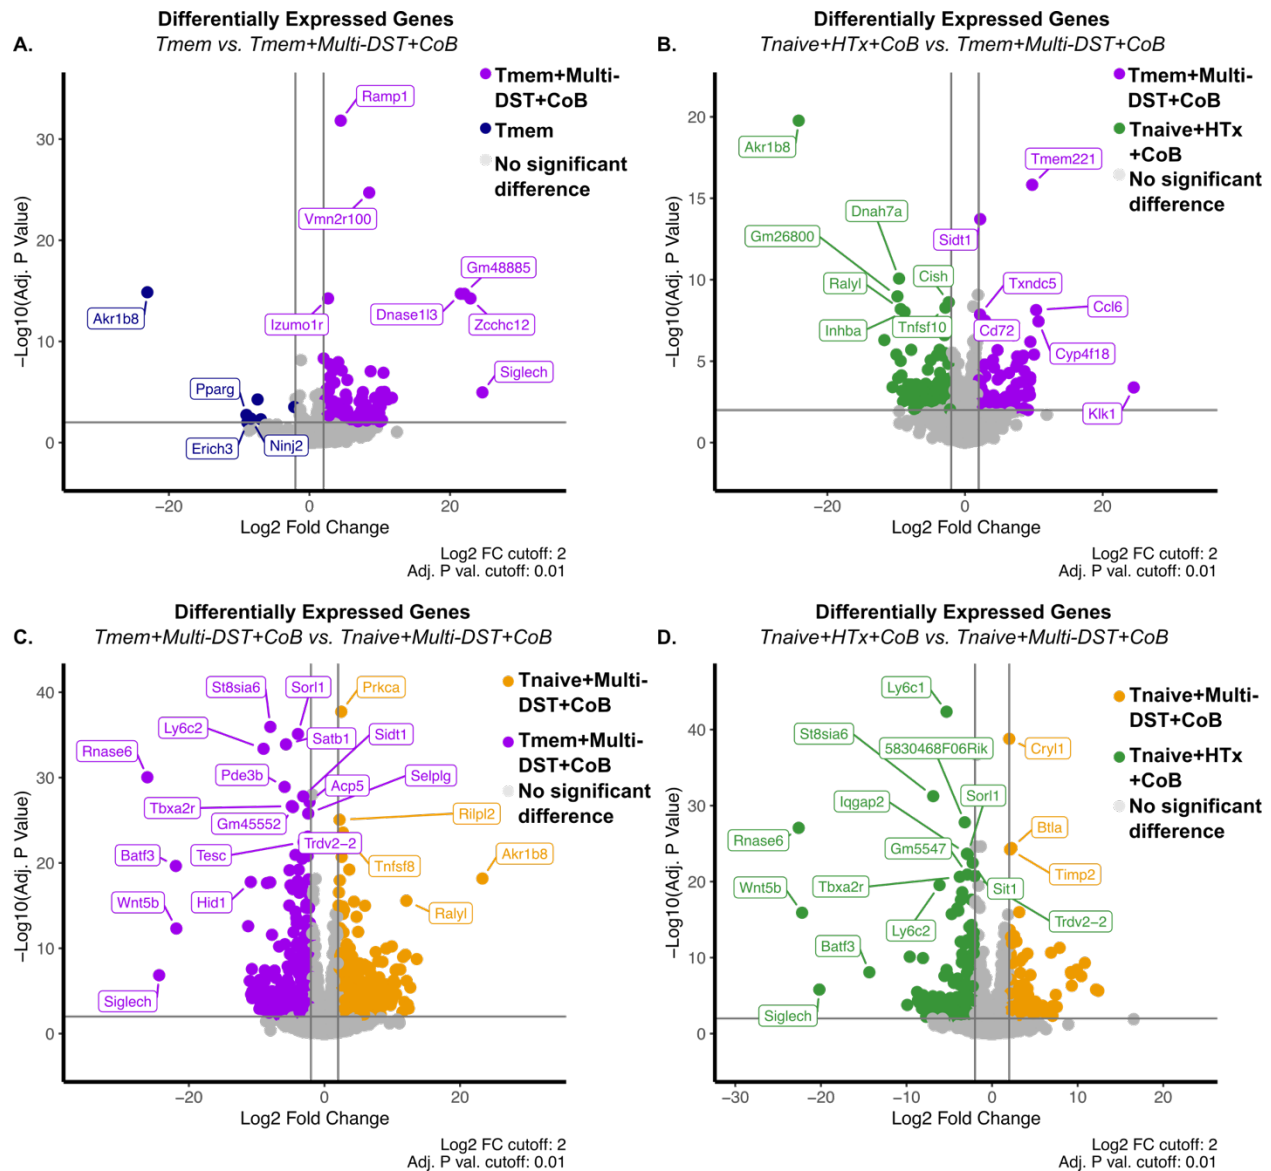 Differentially Expressed Genes
A.
Tmem vs. Tmem+Multi-DST+CoB
Tmem+Multi-
DST+CoB
Tmem
No significant
difference
Ramp1
Vmn2r100
Gm48885
Dnase1l3
Zcchc12
Izumo1r
Akr1b8
Siglech
Pparg
Erich3
Ninj2
−Log10(Adj. P Value)
30
20
10
0
−20
0
20
Log2 Fold Change
Log2 FC cutoff: 2
Adj. P val. cutoff: 0.01
Differentially Expressed Genes
B.
Tnaive+HTx+CoB vs. Tmem+Multi-DST+CoB
Tmem+Multi-
DST+CoB
Tnaive+HTx
+CoB
No significant
difference
Akr1b8
Tmem221
Dnah7a
Gm26800
Sidt1
Ralyl
Cish
Txndc5
Ccl6
Inhba
Tnfsf10
Cd72
Cyp4f18
Klk1
−Log10(Adj. P Value)
20
15
10
5
0
−20
0
20
Log2 Fold Change
Log2 FC cutoff: 2
Adj. P val. cutoff: 0.01
Differentially Expressed Genes
C.
Tmem+Multi-DST+CoB vs. Tnaive+Multi-DST+CoB
Tnaive+Multi-
DST+CoB
Tmem+Multi-
DST+CoB
No significant
difference
St8sia6
Sorl1
Prkca
Ly6c2
Satb1
Sidt1
Rnase6
Pde3b
Acp5
Selplg
Tbxa2r
Gm45552
Rilpl2
Batf3
Tesc
Trdv2−2
Tnfsf8
Akr1b8
Wnt5b
Hid1
Ralyl
Siglech
−Log10(Adj. P Value)
40
30
20
10
0
−20
0
20
Log2 Fold Change
Log2 FC cutoff: 2
Adj. P val. cutoff: 0.01
Differentially Expressed Genes
D.
Tnaive+HTx+CoB vs. Tnaive+Multi-DST+CoB
Tnaive+Multi-
DST+CoB
Tnaive+HTx
+CoB
No significant
difference
Ly6c1
St8sia6
5830468F06Rik
Cryl1
Iqgap2
Sorl1
Rnase6
Gm5547
Btla
Wnt5b
Tbxa2r
Sit1
Timp2
Ly6c2
Trdv2−2
Batf3
Siglech
−Log10(Adj. P Value)
40
30
20
10
0
−30
−20
−10
0
10
20
Log2 Fold Change
Log2 FC cutoff: 2
Adj. P val. cutoff: 0.01